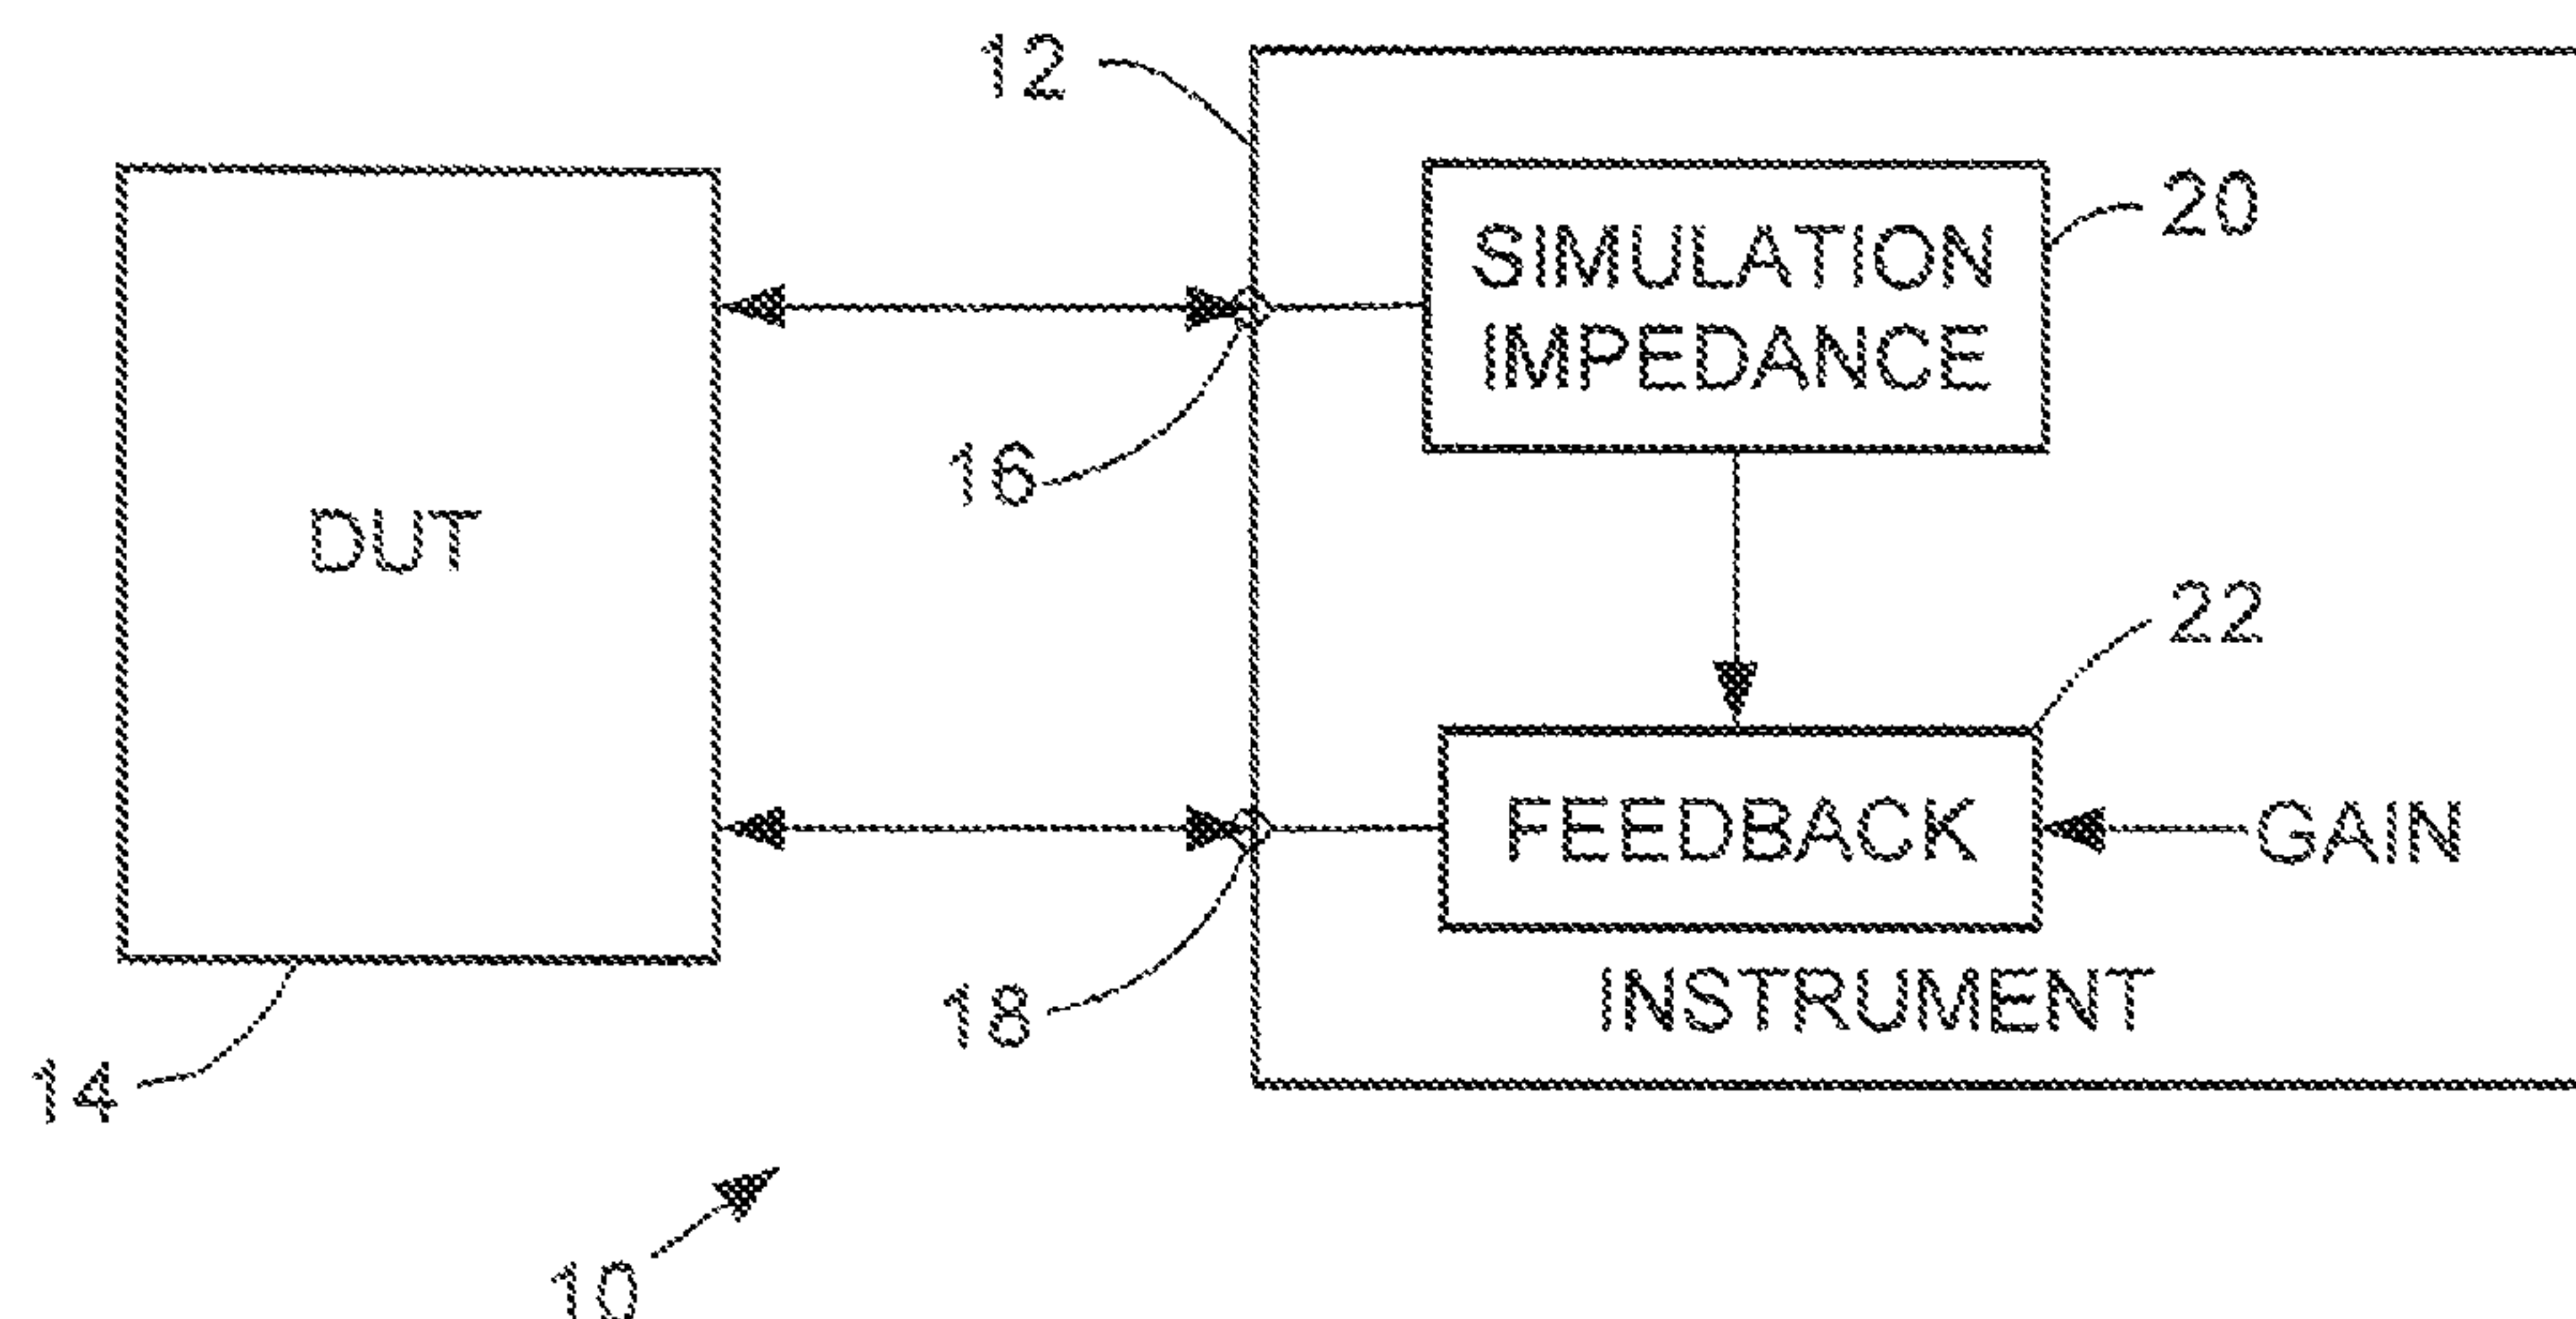 12
20
SIMULATION
IMPEDANCE
16
DUT
22
FEEDBACK
GAIN
18
INSTRUMENT
14
10